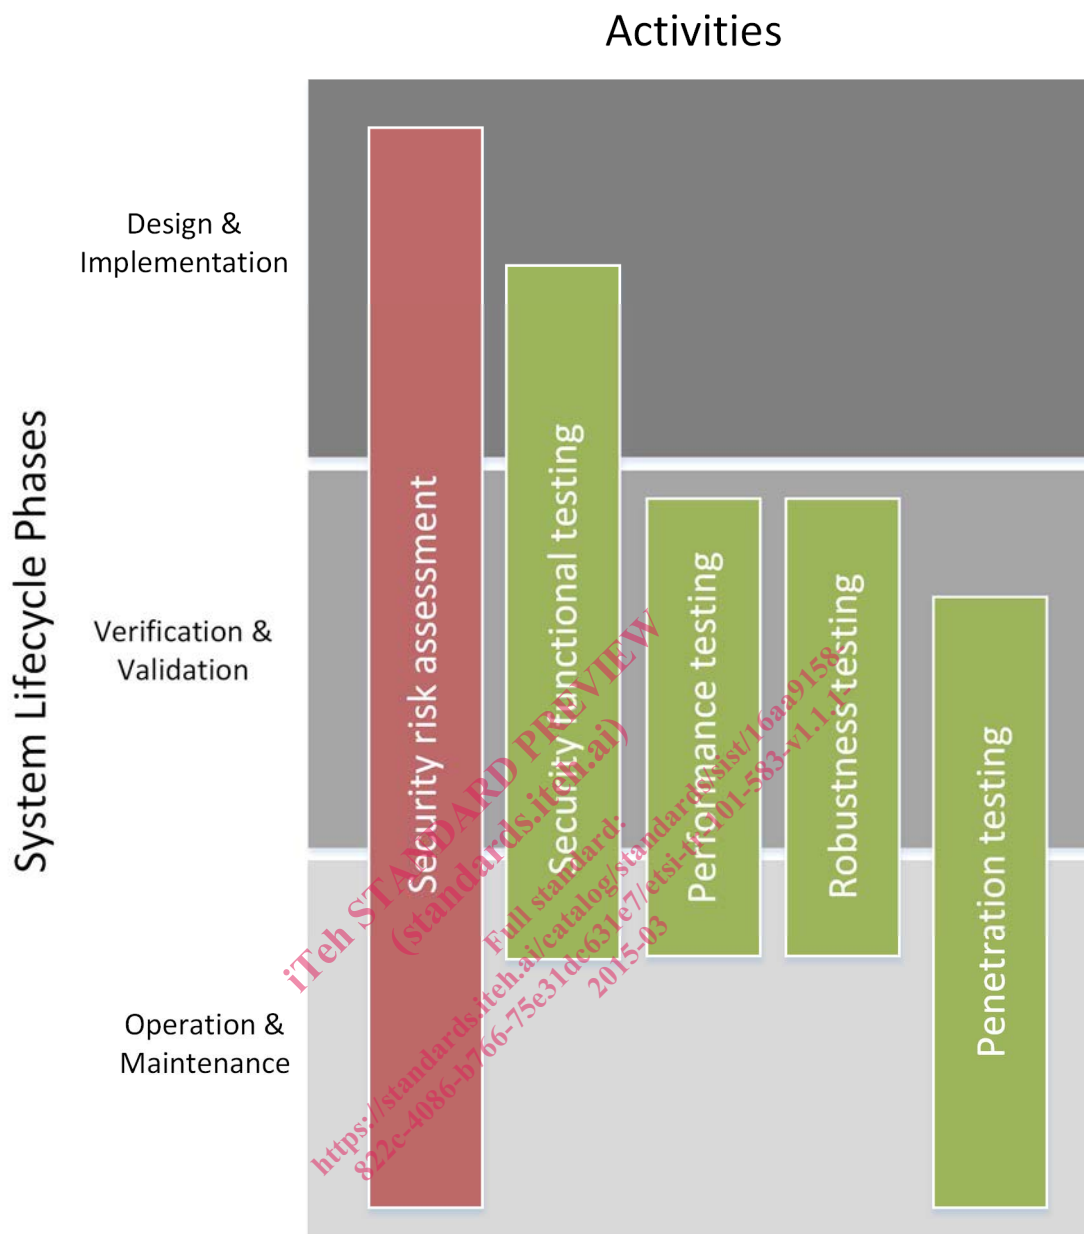 Activities
System Lifecycle Phases
Design &
Implementation
Verification &
Validation
Operation &
Maintenance
Security risk assessment
Security functional testing
Performance testing
Robustness testing
Penetration testing
iTeh STANDARD PREVIEW
(standards.iteh.ai)
Full standard:
https://standards.iteh.ai/catalog/standards/sist/16aa9158-
822c-4086-b766-75e31dc631e7/etsi-tr-101-583-v1.1.1-
2015-03